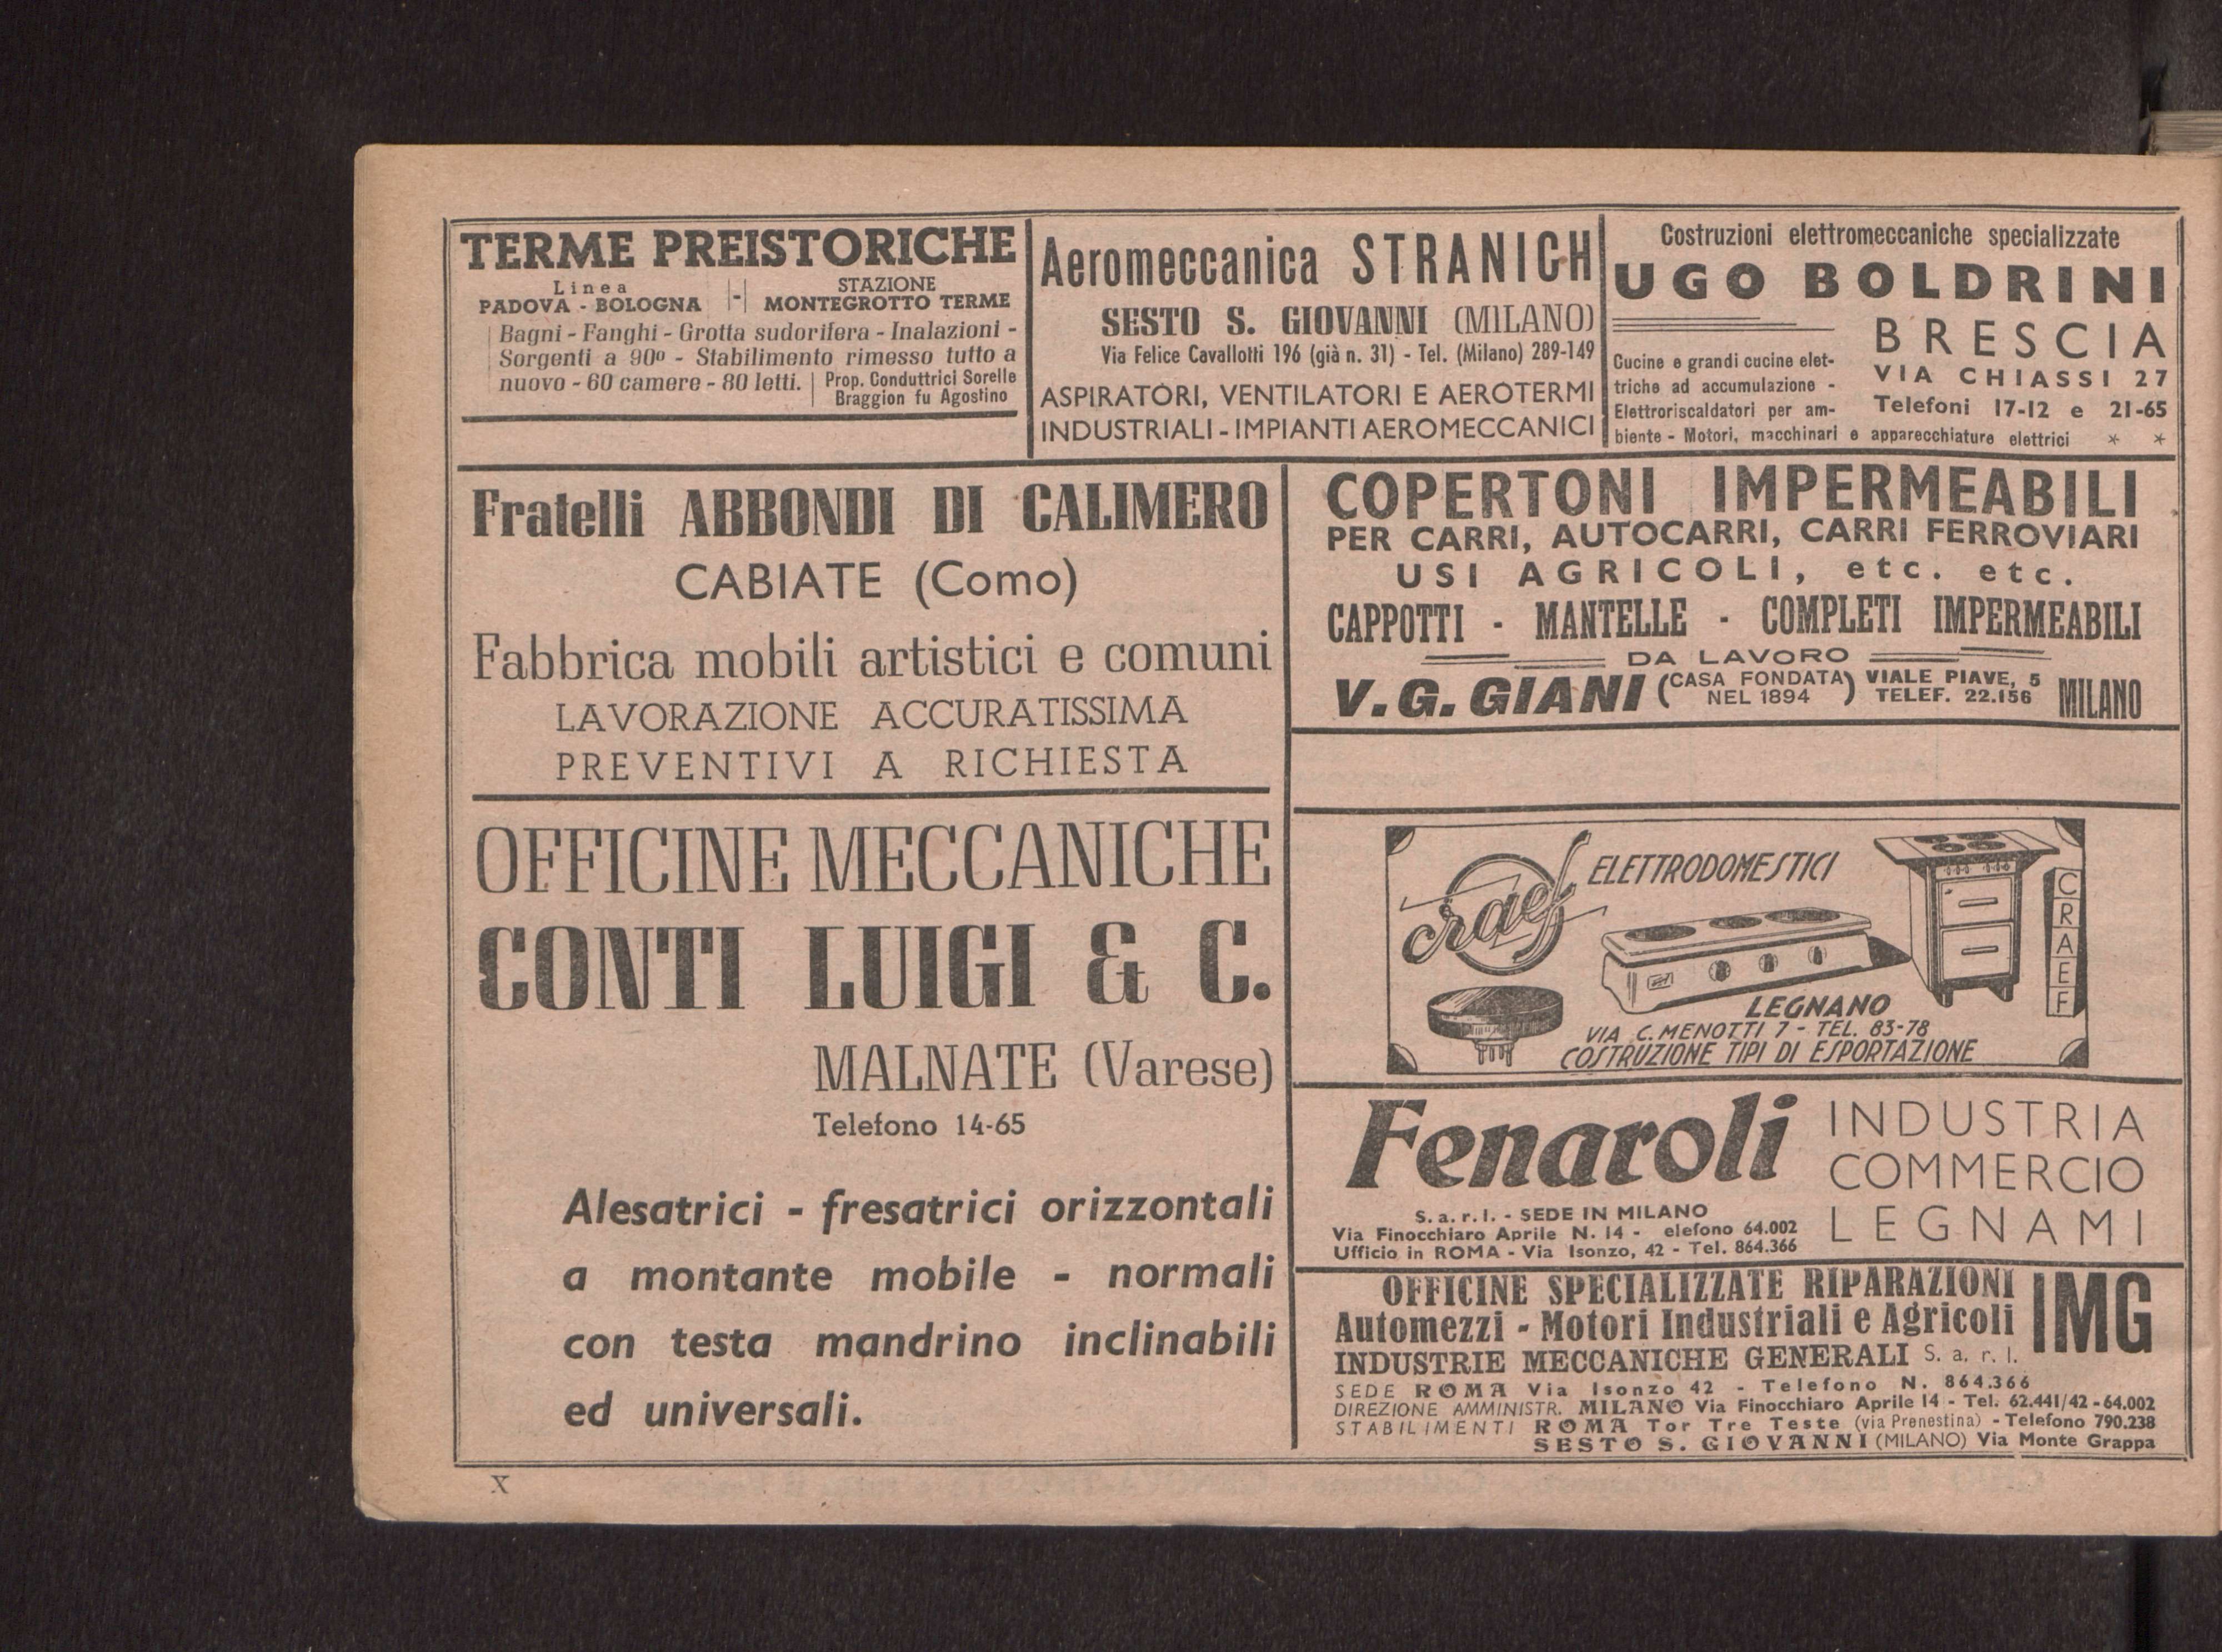 TERME PREISTORICHE
Linea
PADOVA - BOLOGNA
-
STAZIONE
MONTEGROTTO TERME
Bagni - Fanghi - Grotta sudorifera - Inalazioni -
Sorgenti a 90º - Stabilimento rimesso tutto a
nuovo - 60 camere - 80 letti.
Prop. Conduttrici Sorelle
Braggion fu Agostino
Aeromeccanica STRANICH
SESTO S. GIOVANNI (MILANO)
Via Felice Cavallotti 196 (già n. 31) - Tel. (Milano) 289-149
ASPIRATORI, VENTILATORI E AEROTERMI
INDUSTRIALI - IMPIANTI AEROMECCANICI
Costruzioni elettromeccaniche specializzate
UGO BOLDRINI
BRESCIA
VIA CHIASSI 27
Telefoni 17-12 e 21-65
Cucine e grandi cucine elet-
triche ad accumulazione -
Elettroriscaldatori per am-
biente - Motori, macchinari e apparecchiature elettrici * *
Fratelli ABBONDI DI CALIMERO
CABIATE (Como)
Fabbrica mobili artistici e comuni
LAVORAZIONE ACCURATISSIMA
PREVENTIVI A RICHIESTA
OFFICINE MECCANICHE
CONTI LUIGI & C.
MALNATE (Varese)
Telefono 14-65
Alesatrici - fresatrici orizzontali
a montante mobile - normali
con testa mandrino inclinabili
ed universali.
COPERTONI IMPERMEABILI
PER CARRI, AUTOCARRI, CARRI FERROVIARI
USI AGRICOLI, etc. etc.
CAPPOTTI - MANTELLE - COMPLETI IMPERMEABILI
DA LAVORO
V. G. GIANI (CASA FONDATA NEL 1894) VIALE PIAVE, 5 TELEF. 22.156 MILANO
craef ELETTRODOMESTICI
CRAEF
LEGNANO
VIA C. MENOTTI 7 - TEL. 83-78
COSTRUZIONE TIPI DI ESPORTAZIONE
Fenaroli
INDUSTRIA
COMMERCIO
LEGNAMI
S. a. r. l. - SEDE IN MILANO
Via Finocchiaro Aprile N. 14 - elefono 64.002
Ufficio in ROMA - Via Isonzo, 42 - Tel. 864.366
OFFICINE SPECIALIZZATE RIPARAZIONI
Automezzi - Motori Industriali e Agricoli
IMG
INDUSTRIE MECCANICHE GENERALI S. a. r. l.
SEDE ROMA Via Isonzo 42 - Telefono N. 864.366
DIREZIONE AMMINISTR. MILANO Via Finocchiaro Aprile 14 - Tel. 62.441/42 - 64.002
STABILIMENTI ROMA Tor Tre Teste (via Prenestina) - Telefono 790.238
SESTO S. GIOVANNI (MILANO) Via Monte Grappa
X